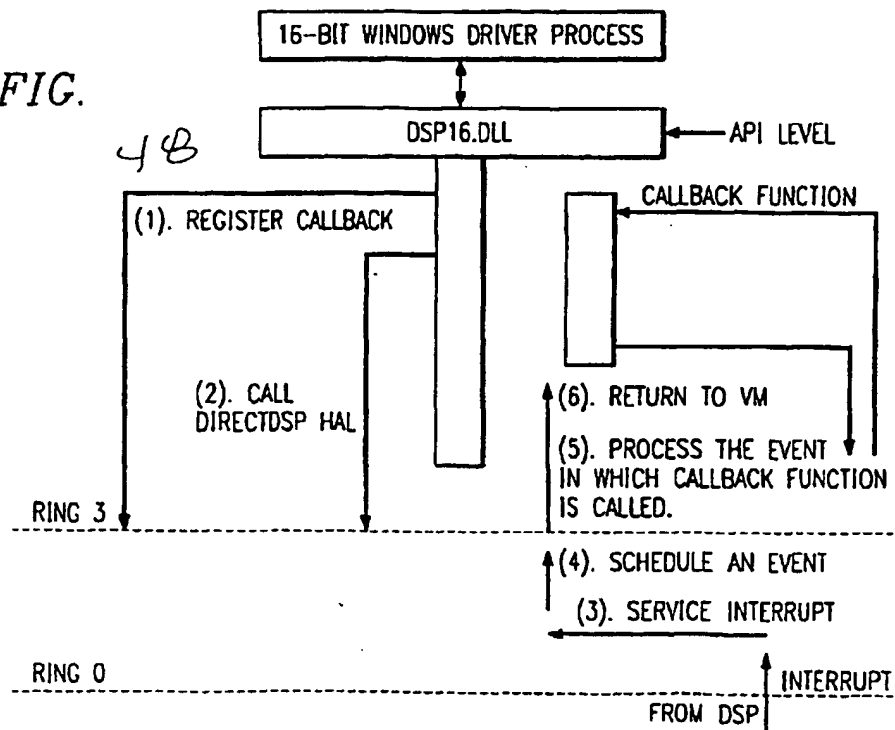 16-BIT WINDOWS DRIVER PROCESS
FIG.
48
DSP16.DLL
API LEVEL
CALLBACK FUNCTION
(1). REGISTER CALLBACK
(2). CALL
DIRECTDSP HAL
(6). RETURN TO VM
(5). PROCESS THE EVENT
IN WHICH CALLBACK FUNCTION
IS CALLED.
RING 3
(4). SCHEDULE AN EVENT
(3). SERVICE INTERRUPT
RING 0
INTERRUPT
FROM DSP